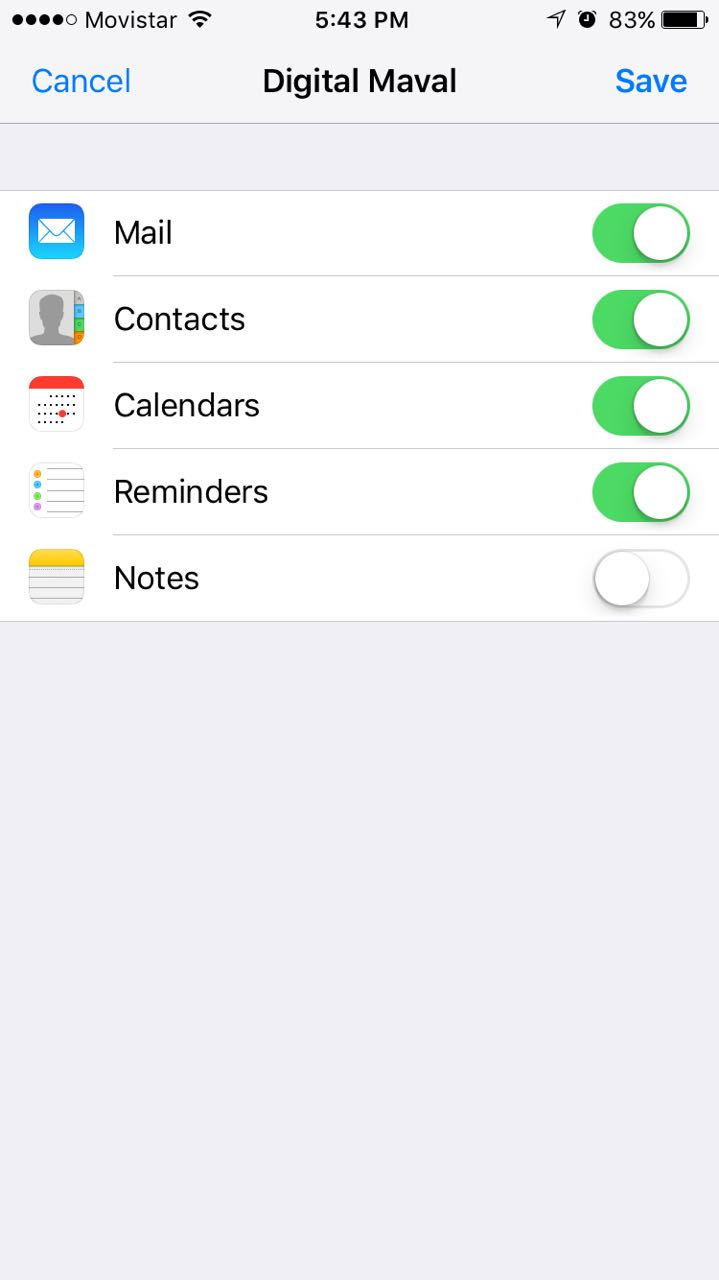 Movistar 5:43 PM 83%
Cancel Digital Maval Save
Mail
Contacts
Calendars
Reminders
Notes